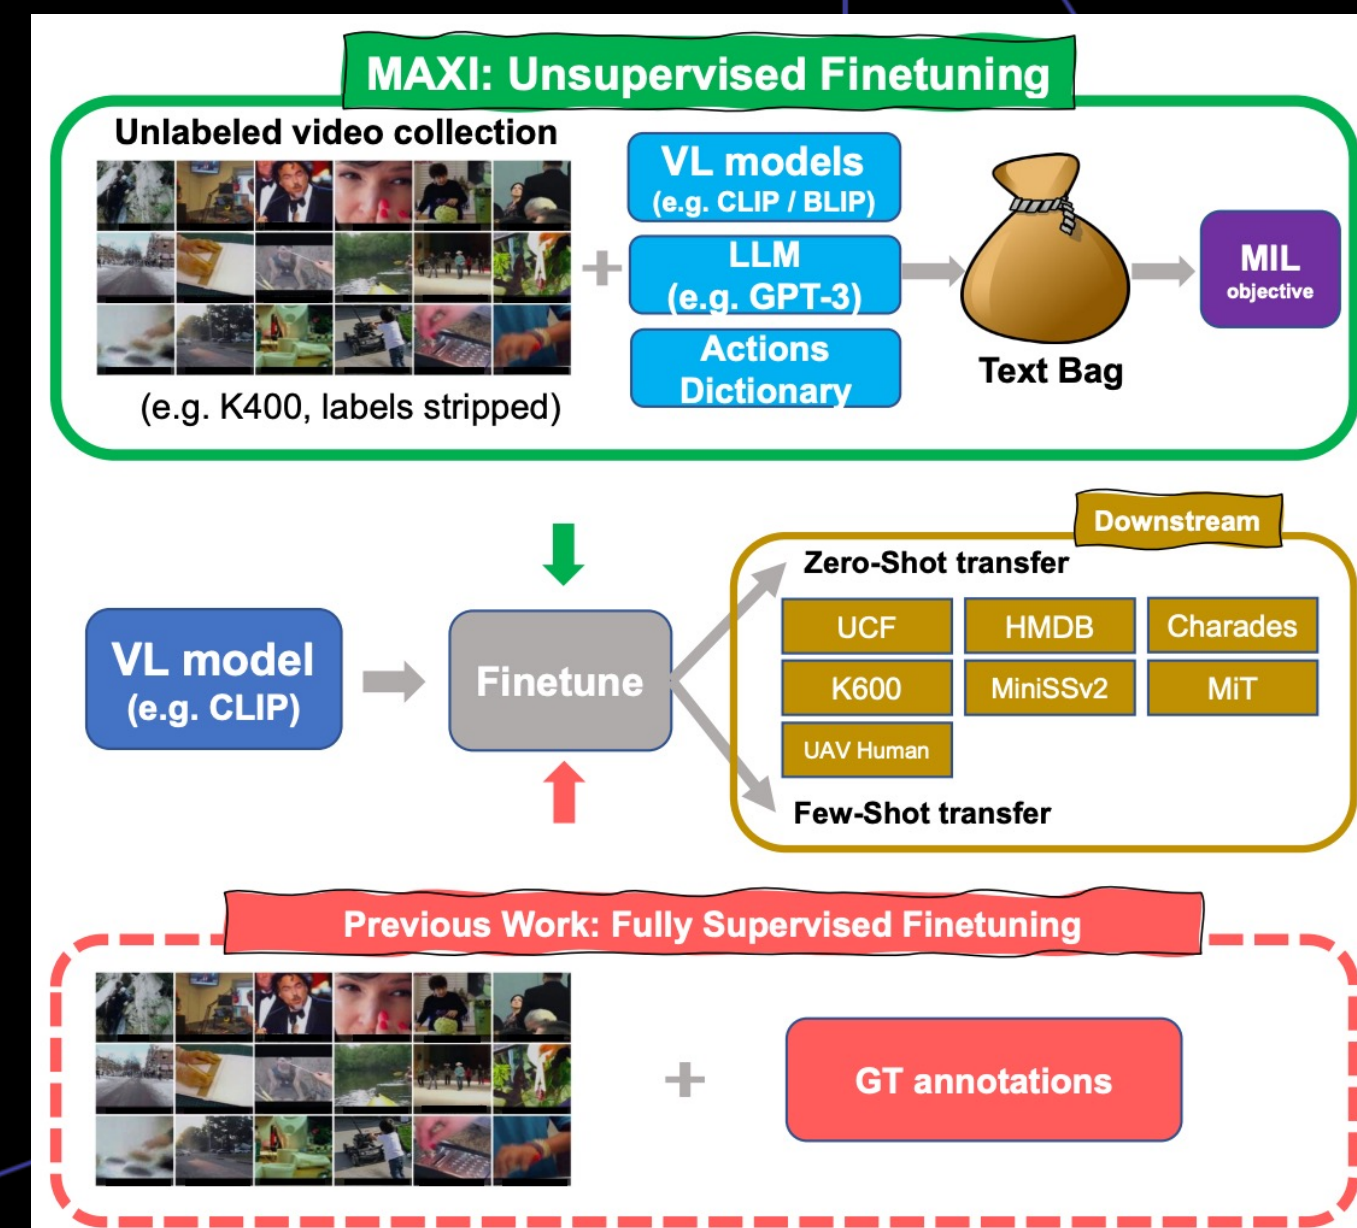 MAXI: Unsupervised Finetuning
Unlabeled video collection
(e.g. K400, labels stripped)
+
VL models
(e.g. CLIP / BLIP)
LLM
(e.g. GPT-3)
Actions
Dictionary
Text Bag
MIL
objective
VL model
(e.g. CLIP)
Finetune
Downstream
Zero-Shot transfer
UCF HMDB Charades
K600 MiniSSv2 MiT
UAV Human
Few-Shot transfer
Previous Work: Fully Supervised Finetuning
+
GT annotations